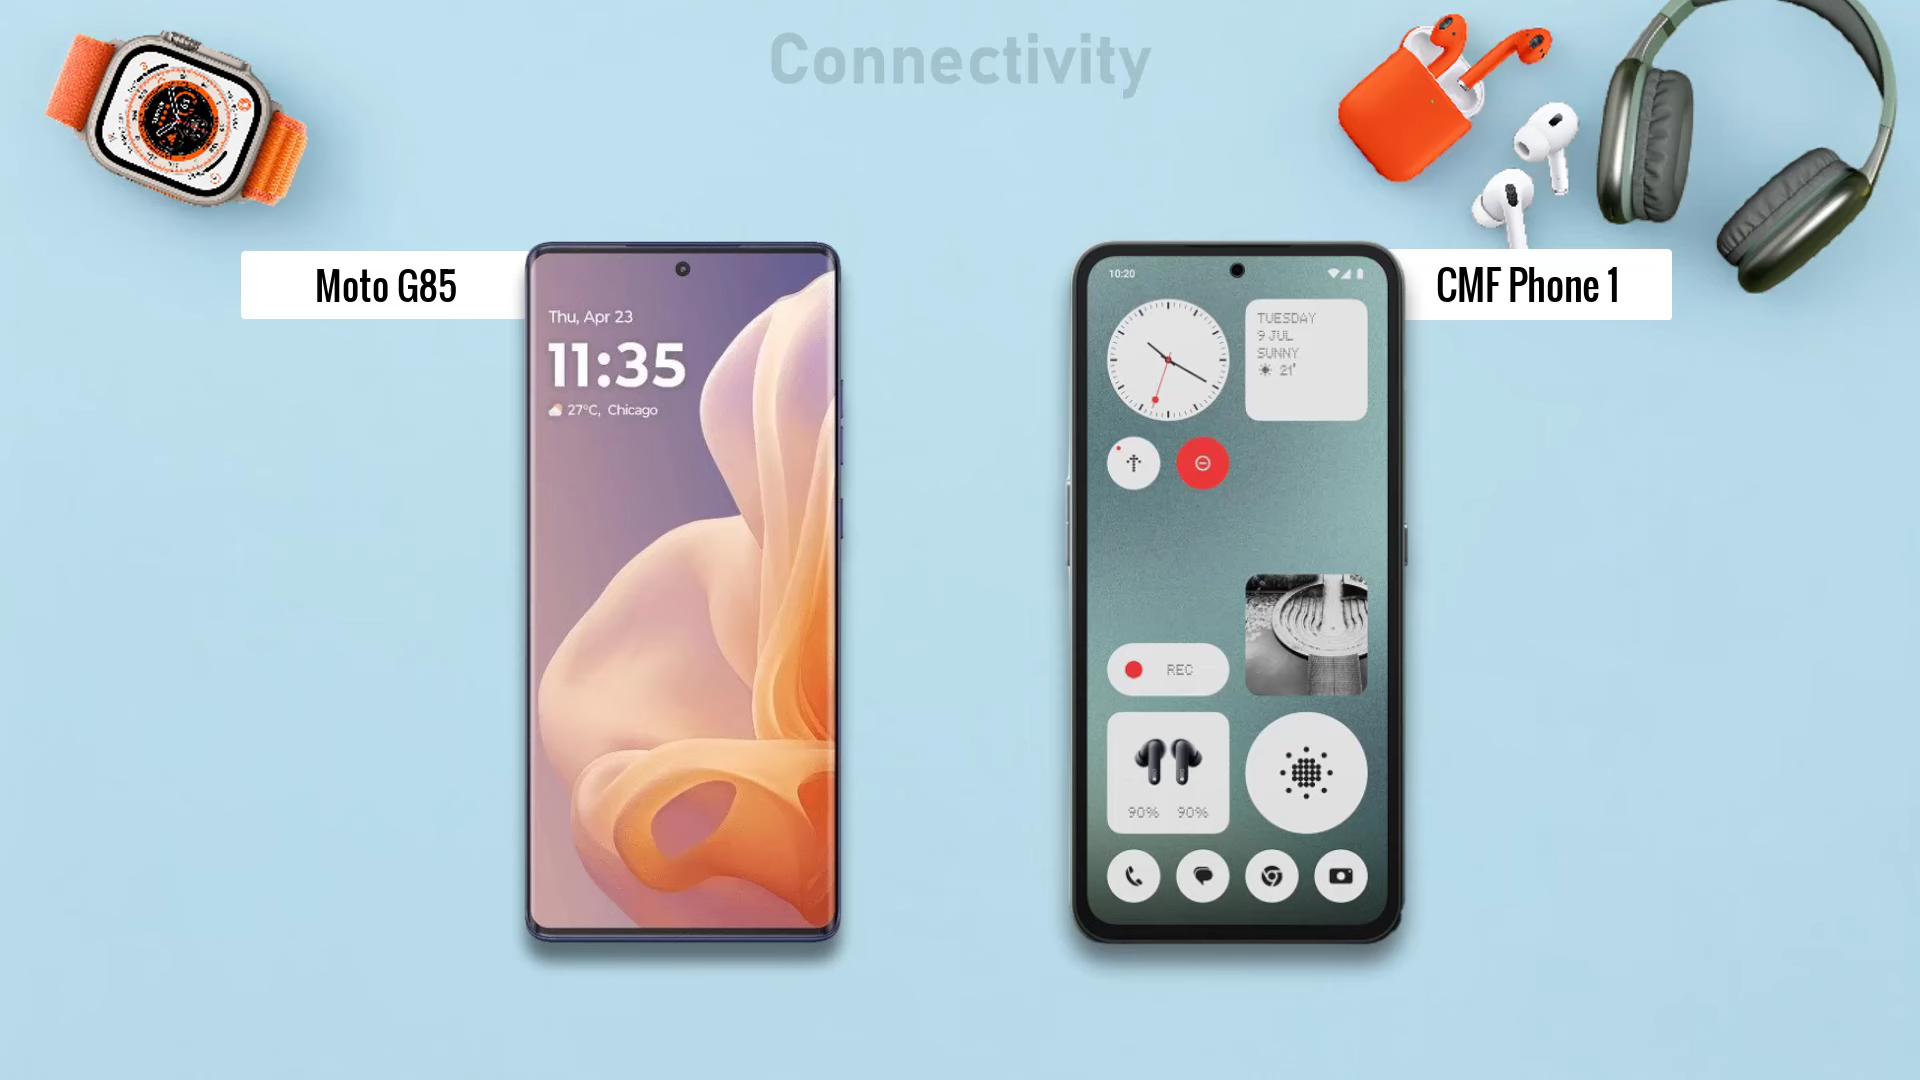 Connectivity
Moto G85
CMF Phone 1
Thu, Apr 23
11:35
27°C, Chicago
10:20
TUESDAY
9 JUL
SUNNY
21°
REC
90% 90%